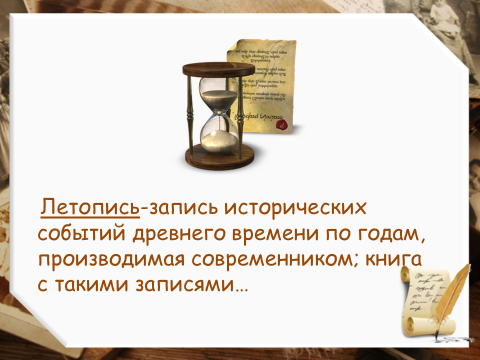 Летопись-запись исторических
событий древнего времени по годам,
производимая современником; книга
с такими записями...